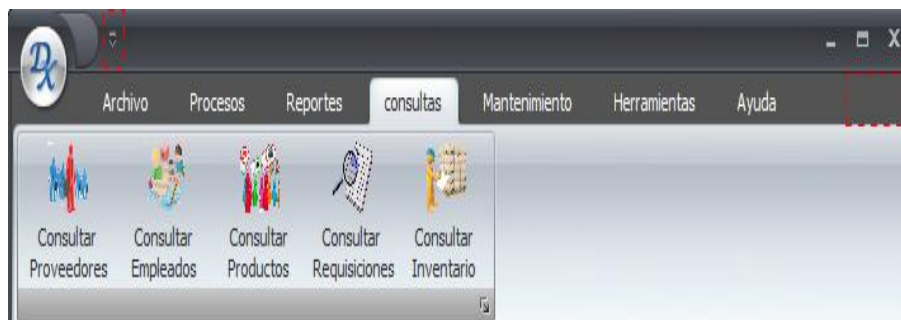 DX
Archivo Procesos Reportes consultas Mantenimiento Herramientas Ayuda
Consultar Consultar Consultar Consultar Consultar
Proveedores Empleados Productos Requisiciones Inventario